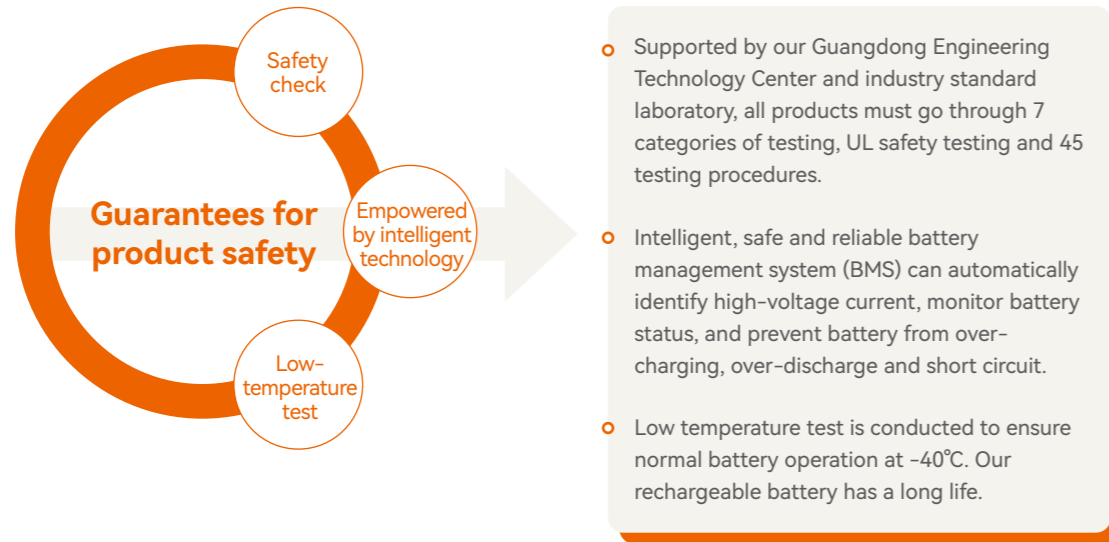 Safety
check
Guarantees for
product safety
Empowered
by intelligent
technology
Low-
temperature
test
Supported by our Guangdong Engineering
Technology Center and industry standard
laboratory, all products must go through 7
categories of testing, UL safety testing and 45
testing procedures.
Intelligent, safe and reliable battery
management system (BMS) can automatically
identify high-voltage current, monitor battery
status, and prevent battery from over-
charging, over-discharge and short circuit.
Low temperature test is conducted to ensure
normal battery operation at -40℃. Our
rechargeable battery has a long life.